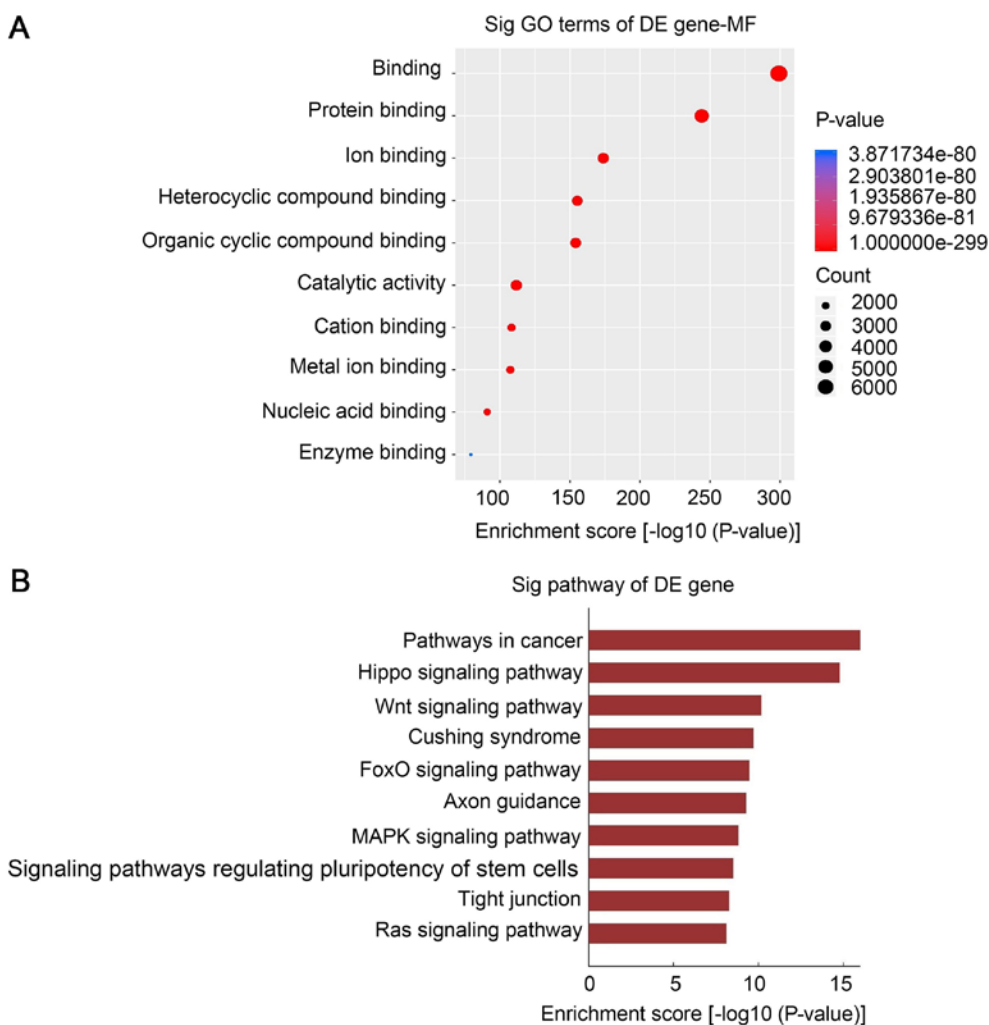 A
Sig GO terms of DE gene-MF
Binding
Protein binding
Ion binding
Heterocyclic compound binding
Organic cyclic compound binding
Catalytic activity
Cation binding
Metal ion binding
Nucleic acid binding
Enzyme binding
100 150 200 250 300
Enrichment score [-log10 (P-value)]
P-value
3.871734e-80
2.903801e-80
1.935867e-80
9.679336e-81
1.000000e-299
Count
2000
3000
4000
5000
6000
B
Sig pathway of DE gene
Pathways in cancer
Hippo signaling pathway
Wnt signaling pathway
Cushing syndrome
FoxO signaling pathway
Axon guidance
MAPK signaling pathway
Signaling pathways regulating pluripotency of stem cells
Tight junction
Ras signaling pathway
0 5 10 15
Enrichment score [-log10 (P-value)]